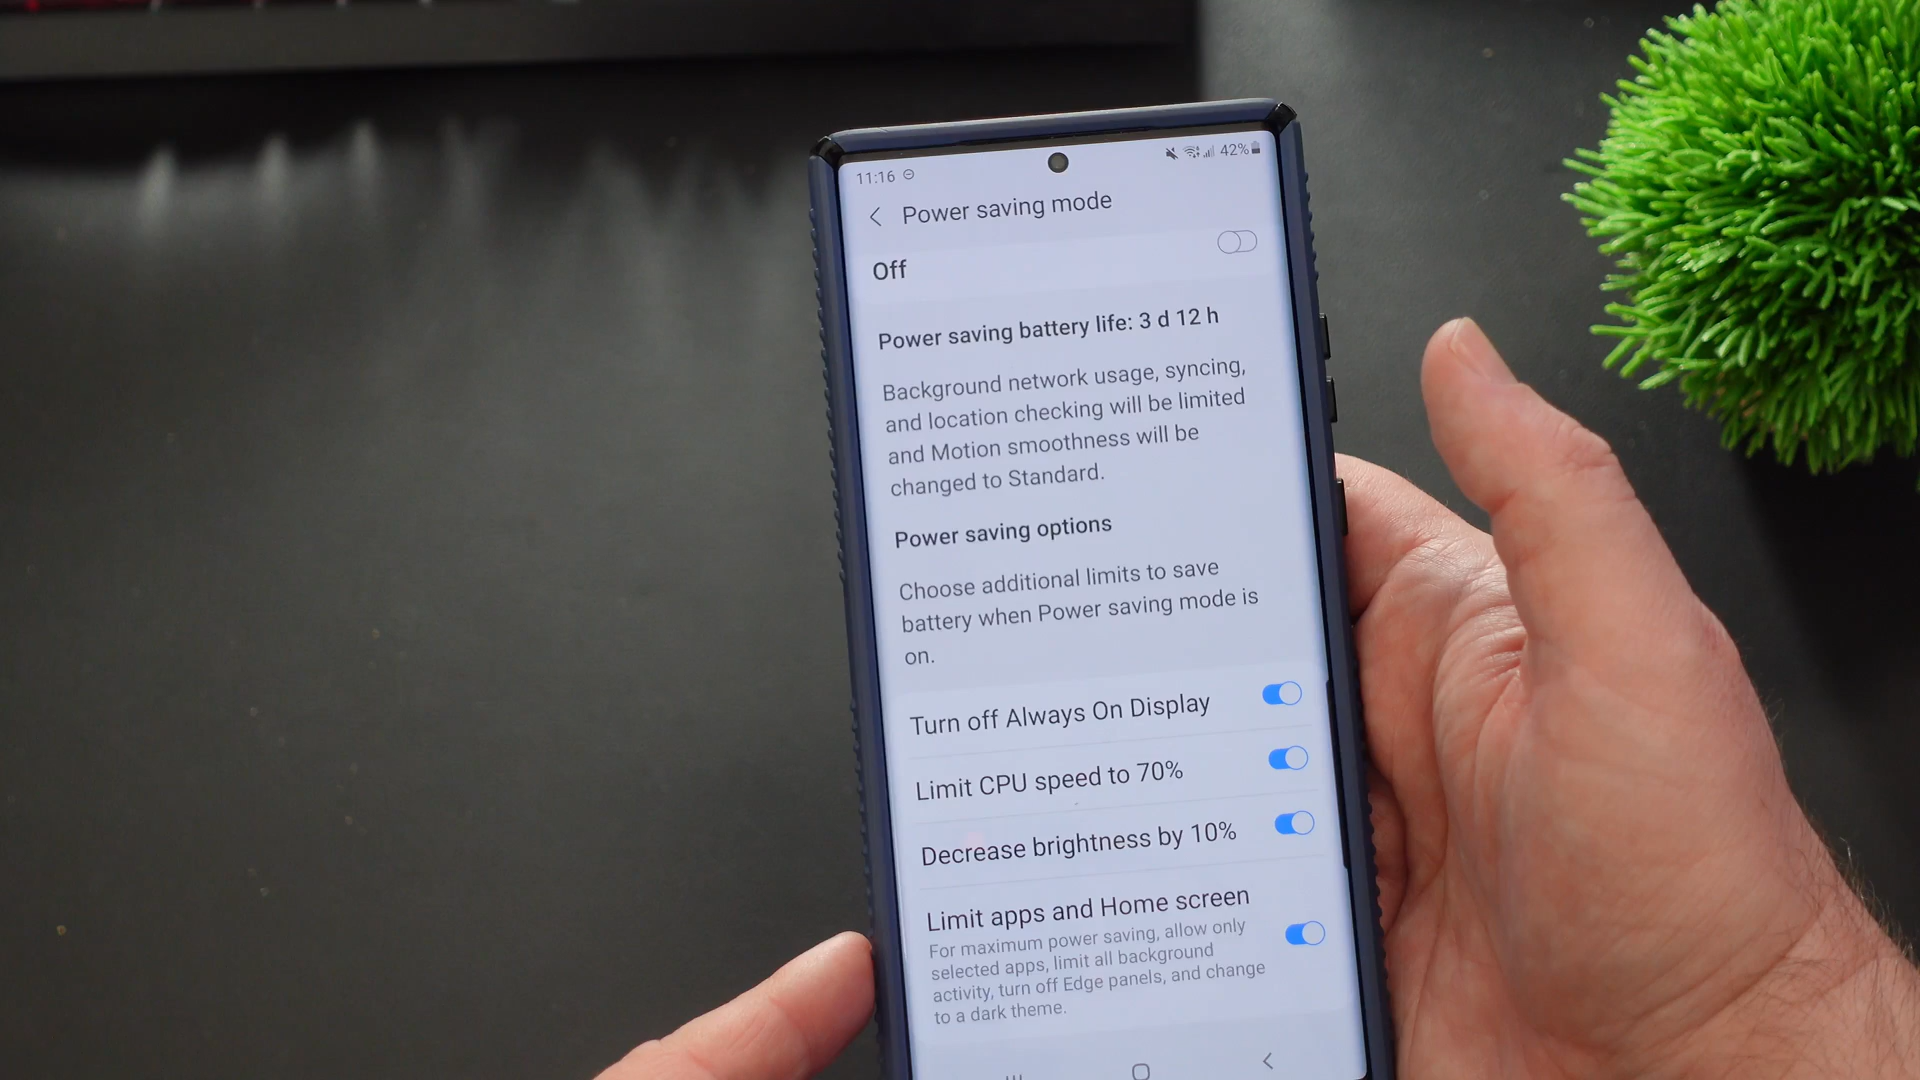 11:16
42%
Power saving mode
Off
Power saving battery life: 3 d 12 h
Background network usage, syncing,
and location checking will be limited
and Motion smoothness will be
changed to Standard.
Power saving options
Choose additional limits to save
battery when Power saving mode is
on.
Turn off Always On Display
Limit CPU speed to 70%
Decrease brightness by 10%
Limit apps and Home screen
For maximum power saving, allow only
selected apps, limit all background
activity, turn off Edge panels, and change
to a dark theme.